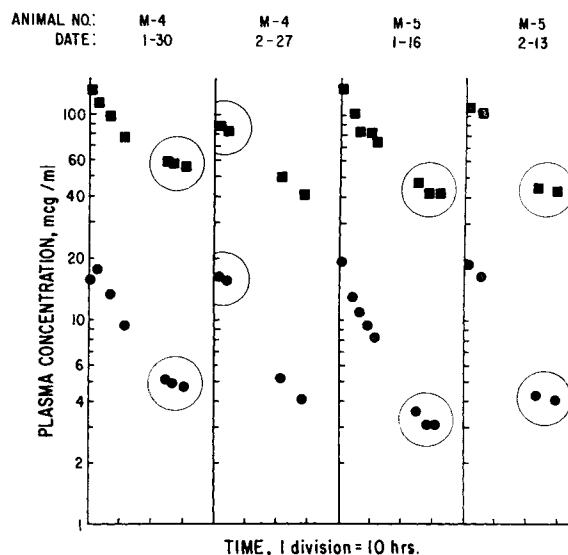 ANIMAL NO: M-4 M-4 M-5 M-5
DATE: 1-30 2-27 1-16 2-13
PLASMA CONCENTRATION, mcg/ml
100
60
40
20
10
6
4
2
1
TIME, 1 division = 10 hrs.